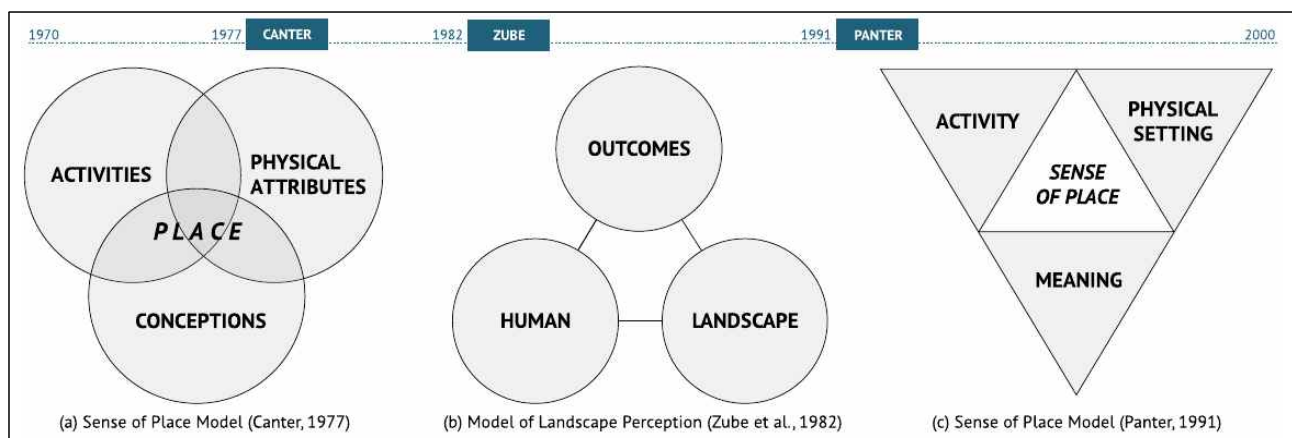 1970 1977 CANTER 1982 ZUBE 1991 PANTER 2000
ACTIVITIES
PHYSICAL
ATTRIBUTES
PLACE
CONCEPTIONS
(a) Sense of Place Model (Canter, 1977)
OUTCOMES
HUMAN
LANDSCAPE
(b) Model of Landscape Perception (Zube et al., 1982)
ACTIVITY
PHYSICAL
SETTING
SENSE
OF PLACE
MEANING
(c) Sense of Place Model (Panter, 1991)